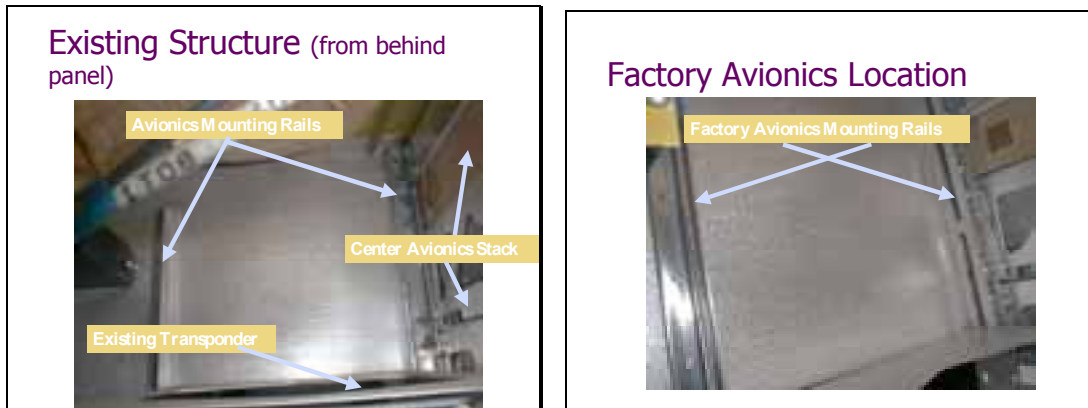 Existing Structure (from behind
panel)
Avionics Mounting Rails
Center Avionics Stack
Existing Transponder
Factory Avionics Location
Factory Avionics Mounting Rails